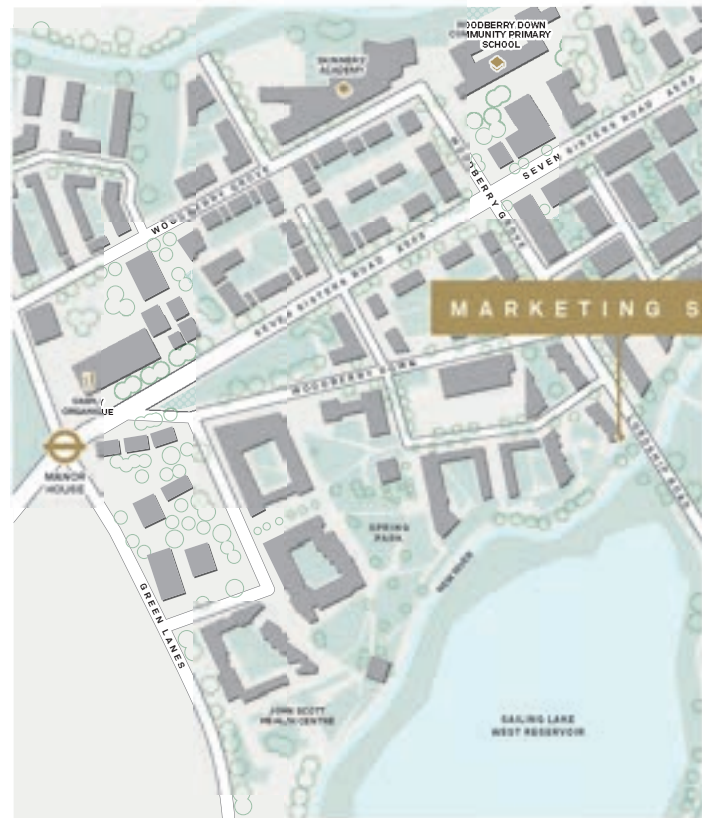 WOODBERRY DOWN
COMMUNITY PRIMARY
SCHOOL
SKINNERS'
ACADEMY
SEVEN SISTERS ROAD A503
WOODBERRY GROVE
WOODBERRY GROVE
MARKETING S
SEVEN SISTERS ROAD A503
WOODBERRY DOWN
MANOR
HOUSE
LORDSHIP ROAD
SPRING
PARK
NEW RIVER
GREEN LANES
JOHN SCOTT
HEALTH CENTRE
SAILING LAKE
WEST RESERVOIR